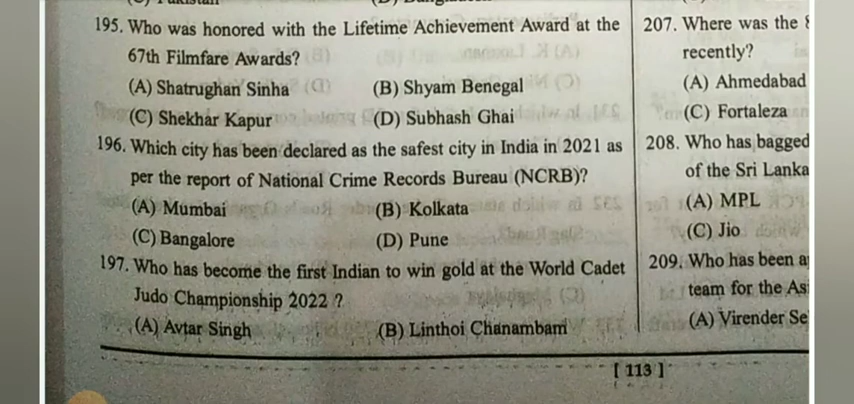 195. Who was honored with the Lifetime Achievement Award at the
67th Filmfare Awards?
(A) Shatrughan Sinha (B) Shyam Benegal
(C) Shekhar Kapur (D) Subhash Ghai
196. Which city has been declared as the safest city in India in 2021 as
per the report of National Crime Records Bureau (NCRB)?
(A) Mumbai (B) Kolkata
(C) Bangalore (D) Pune
197. Who has become the first Indian to win gold at the World Cadet
Judo Championship 2022 ?
(A) Avtar Singh (B) Linthoi Chanambam
207. Where was the
recently?
(A) Ahmedabad
(C) Fortaleza
208. Who has bagged
of the Sri Lanka
(A) MPL
(C) Jio
209. Who has been
team for the
(A) Virender
[ 113 ]